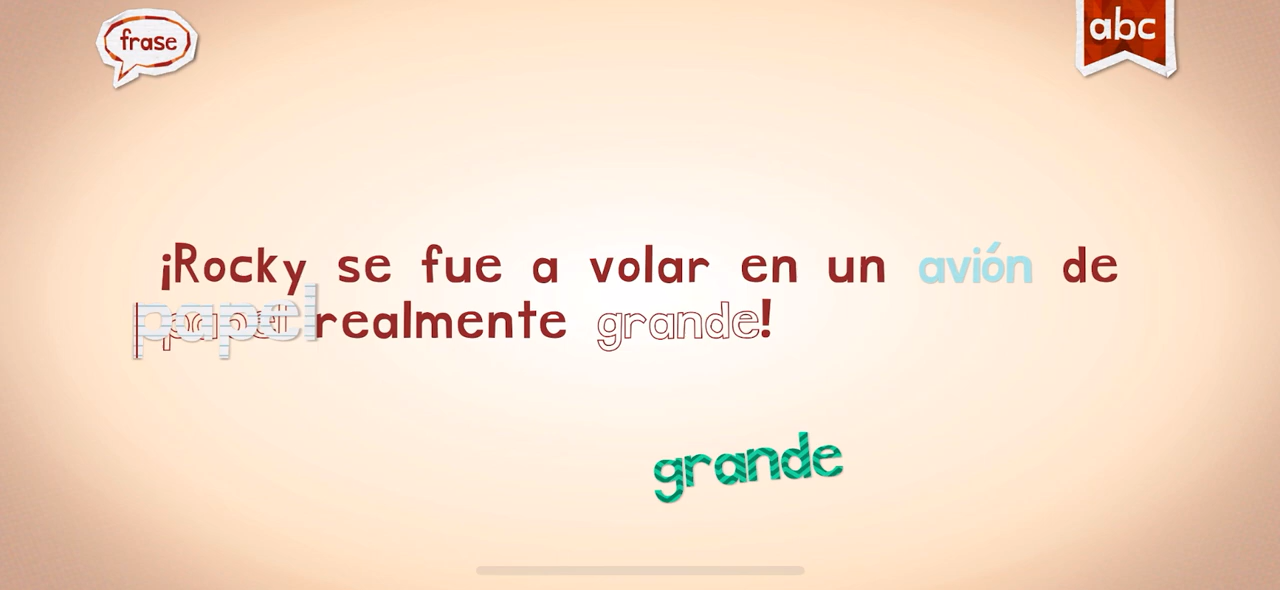 frase
abc
¡Rocky se fue a volar en un avión de
papel realmente grande!
grande